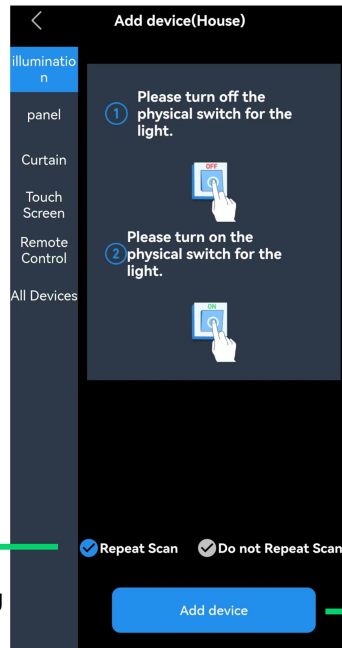 Add device(House)
illuminatio
n
panel
Curtain
Touch
Screen
Remote
Control
All Devices
1
Please turn off the
physical switch for the
light.
OFF
2
Please turn on the
physical switch for the
light.
ON
Repeat Scan
Do not Repeat Scan
Add device
g